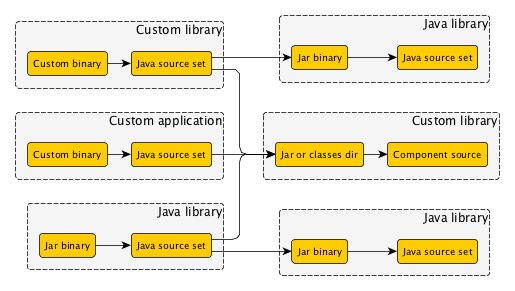 Custom library
Custom binary
Java source set
Java library
Jar binary
Java source set
Custom application
Custom binary
Java source set
Custom library
Jar or classes dir
Component source
Java library
Jar binary
Java source set
Java library
Jar binary
Java source set